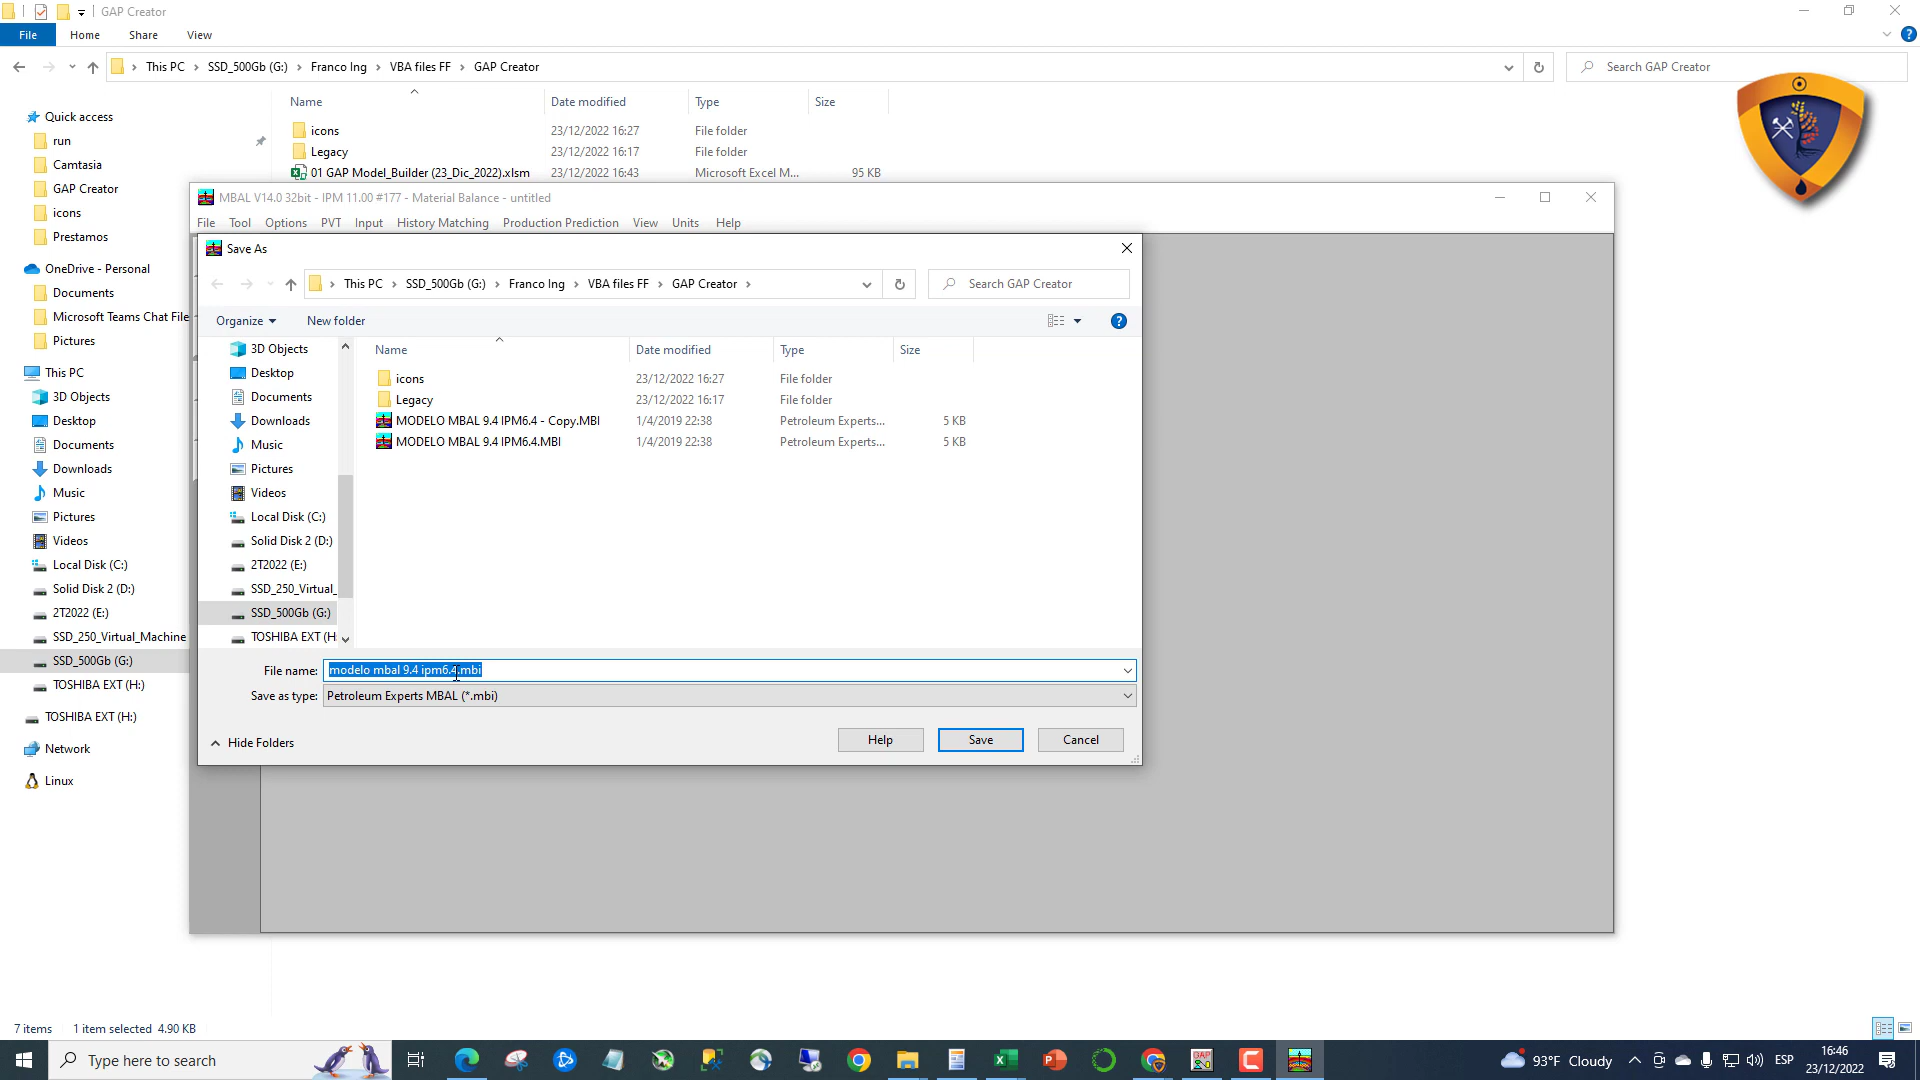 GAP Creator
File Home Share View
This PC SSD_500Gb (G:) Franco Ing VBA files FF GAP Creator
Search GAP Creator
Name Date modified Type Size
icons 23/12/2022 16:27 File folder
Legacy 23/12/2022 16:17 File folder
01 GAP Model_Builder (23_Dic_2022).xlsm 23/12/2022 16:43 Microsoft Excel M... 95 KB
Quick access
run
Camtasia
GAP Creator
icons
Prestamos
OneDrive - Personal
Documents
Microsoft Teams Chat File
Pictures
This PC
3D Objects
Desktop
Documents
Downloads
Music
Pictures
Videos
Local Disk (C:)
Solid Disk 2 (D:)
2T2022 (E:)
SSD_250_Virtual_Machine
SSD_500Gb (G:)
TOSHIBA EXT (H:)
TOSHIBA EXT (H:)
Network
Linux
MBAL V14.0 32bit - IPM 11.00 #177 - Material Balance - untitled
File Tool Options PVT Input History Matching Production Prediction View Units Help
Save As
This PC SSD_500Gb (G:) Franco Ing VBA files FF GAP Creator
Search GAP Creator
Organize New folder
3D Objects
Desktop
Documents
Downloads
Music
Pictures
Videos
Local Disk (C:)
Solid Disk 2 (D:)
2T2022 (E:)
SSD_250_Virtual_
SSD_500Gb (G:)
TOSHIBA EXT (H:
Name Date modified Type Size
icons 23/12/2022 16:27 File folder
Legacy 23/12/2022 16:17 File folder
MODELO MBAL 9.4 IPM6.4 - Copy.MBI 1/4/2019 22:38 Petroleum Experts... 5 KB
MODELO MBAL 9.4 IPM6.4.MBI 1/4/2019 22:38 Petroleum Experts... 5 KB
File name: modelo mbal 9.4 ipm6.4.mbi
Save as type: Petroleum Experts MBAL (*.mbi)
Hide Folders
Help Save Cancel
7 items 1 item selected 4.90 KB
Type here to search
93°F Cloudy
ESP
16:46
23/12/2022